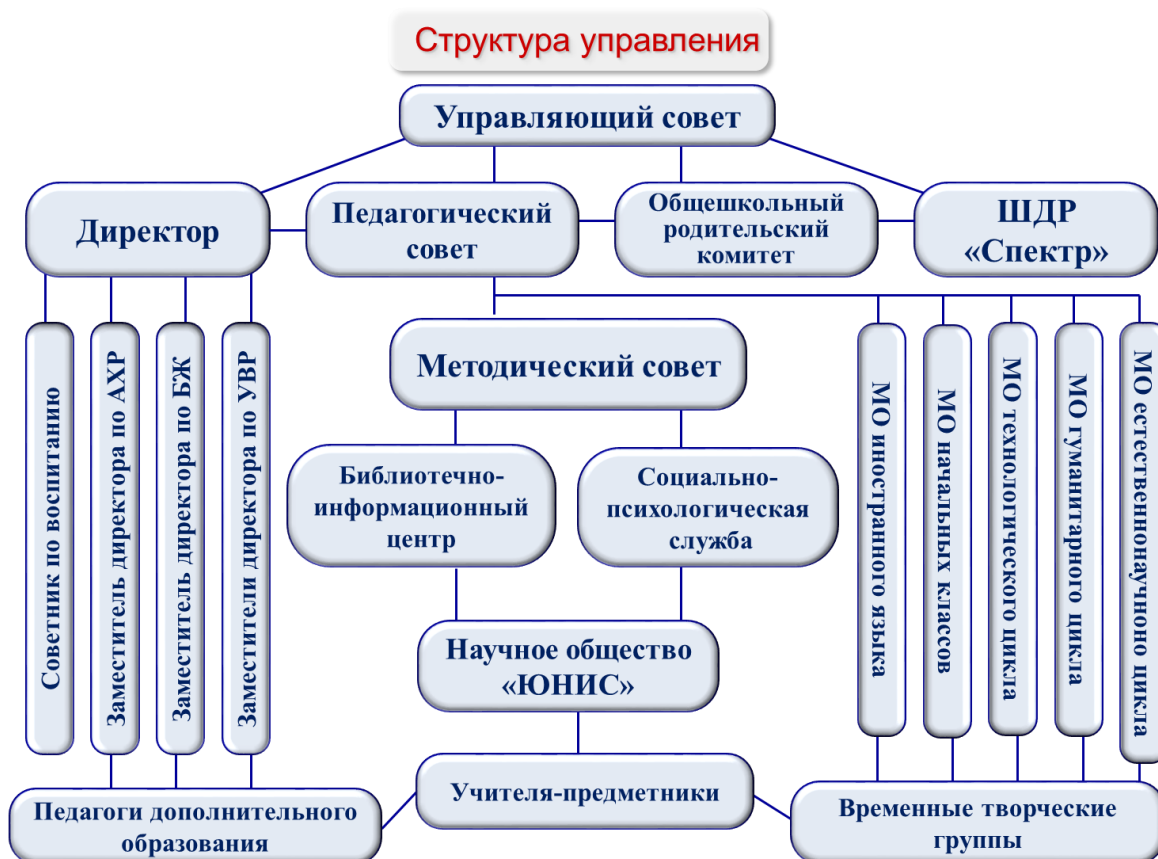 Структура управления
Управляющий совет
Директор
Педагогический
совет
Общешкольный
родительский
комитет
ШДР
«Спектр»
Советник по воспитанию
Заместитель директора по АХР
Заместитель директора по БЖ
Заместители директора по УВР
Методический совет
Библиотечно-
информационный
центр
Социально-
психологическая
служба
Научное общество
«ЮНИС»
МО иностранного языка
МО начальных классов
МО технологического цикла
МО гуманитарного цикла
МО естественнонаучноно цикла
Педагоги дополнительного
образования
Учителя-предметники
Временные творческие
группы